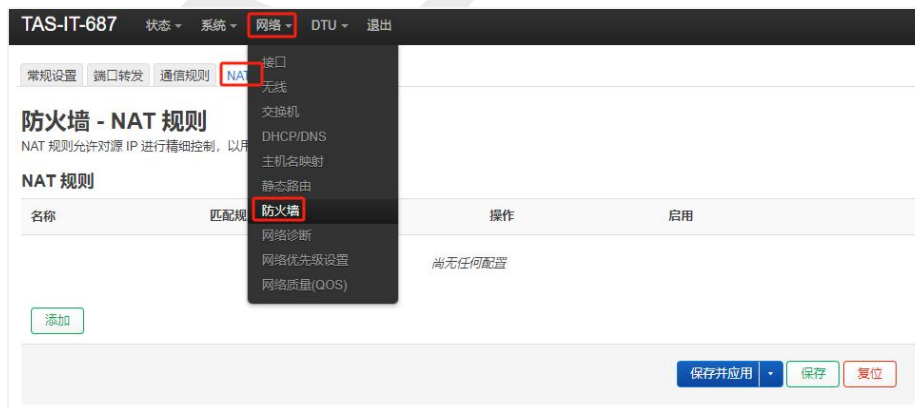 TAS-IT-687 状态 系统 网络 DTU 退出
常规设置 端口转发 通信规则 NAT
接口
无线
交换机
DHCP/DNS
主机名映射
静态路由
防火墙
网络诊断
网络优先级设置
网络质量(QOS)
防火墙 - NAT 规则
NAT 规则允许对源 IP 进行精细控制，以用
NAT 规则
名称 匹配规 操作 启用
尚无任何配置
添加
保存并应用 保存 复位